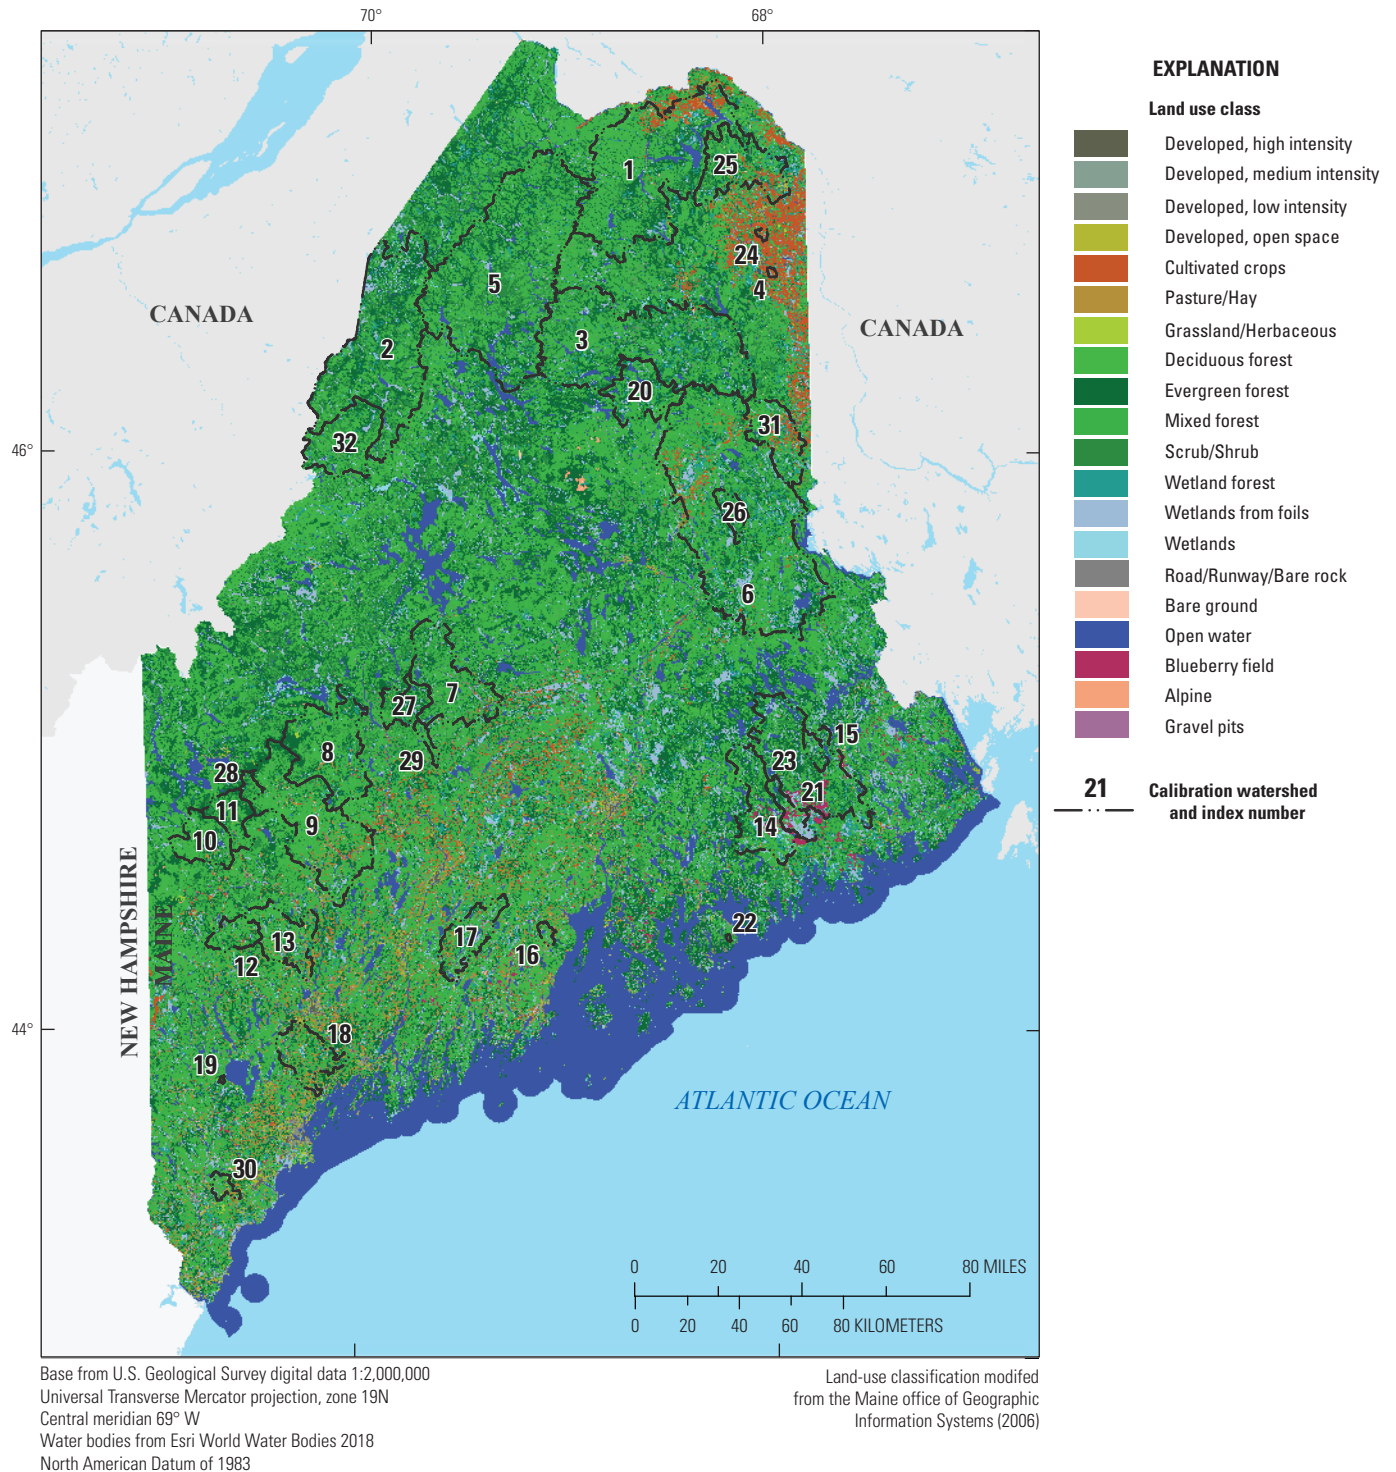 70°
68°
46°
44°
CANADA
CANADA
NEW HAMPSHIRE
MAINE
ATLANTIC OCEAN
1
25
24
4
5
3
2
20
31
32
26
6
7
27
8
29
15
23
28
21
11
9
14
10
22
17
13
16
12
18
19
30
0 20 40 60 80 MILES
0 20 40 60 80 KILOMETERS
EXPLANATION
Land use class
Developed, high intensity
Developed, medium intensity
Developed, low intensity
Developed, open space
Cultivated crops
Pasture/Hay
Grassland/Herbaceous
Deciduous forest
Evergreen forest
Mixed forest
Scrub/Shrub
Wetland forest
Wetlands from foils
Wetlands
Road/Runway/Bare rock
Bare ground
Open water
Blueberry field
Alpine
Gravel pits
21 Calibration watershed
and index number
Base from U.S. Geological Survey digital data 1:2,000,000
Universal Transverse Mercator projection, zone 19N
Central meridian 69° W
Water bodies from Esri World Water Bodies 2018
North American Datum of 1983
Land-use classification modifed
from the Maine office of Geographic
Information Systems (2006)